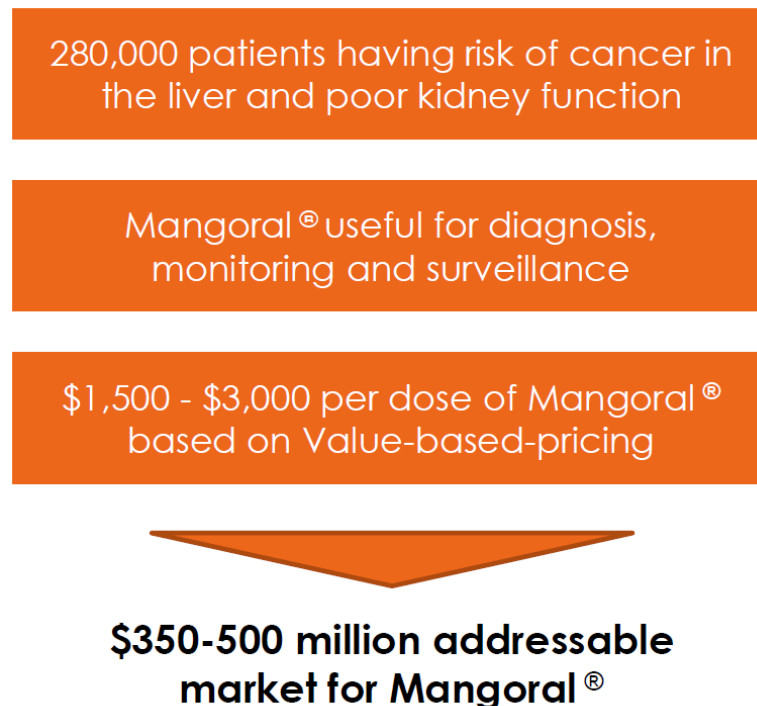 280,000 patients having risk of cancer in
the liver and poor kidney function
Mangoral® useful for diagnosis,
monitoring and surveillance
$1,500 - $3,000 per dose of Mangoral®
based on Value-based-pricing
$350-500 million addressable
market for Mangoral®